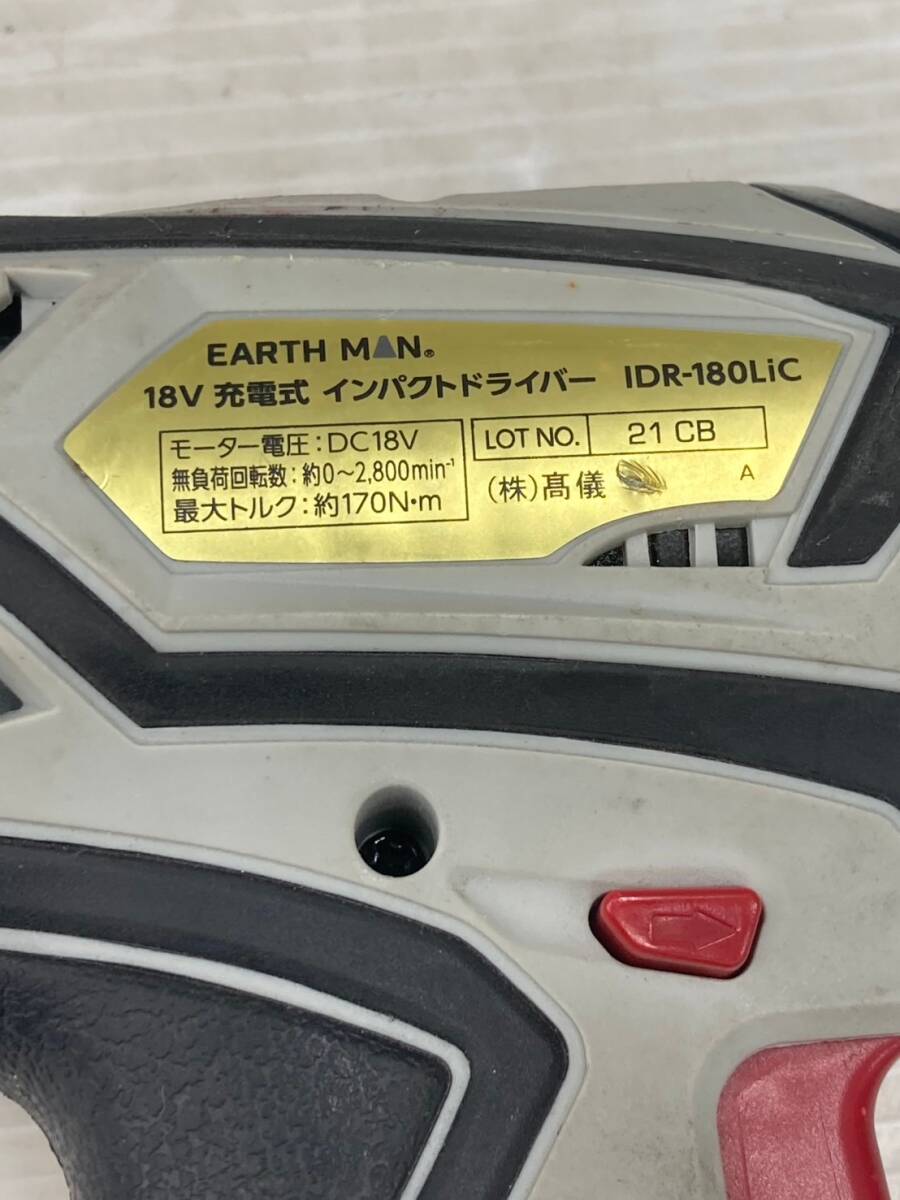 EARTH MAN®
18V 充電式 インパクトドライバー IDR-180LiC
モーター電圧:DC18V
無負荷回転数:約0〜2,800min⁻¹
最大トルク:約170N・m
LOT NO. 21 CB
(株)髙儀 A